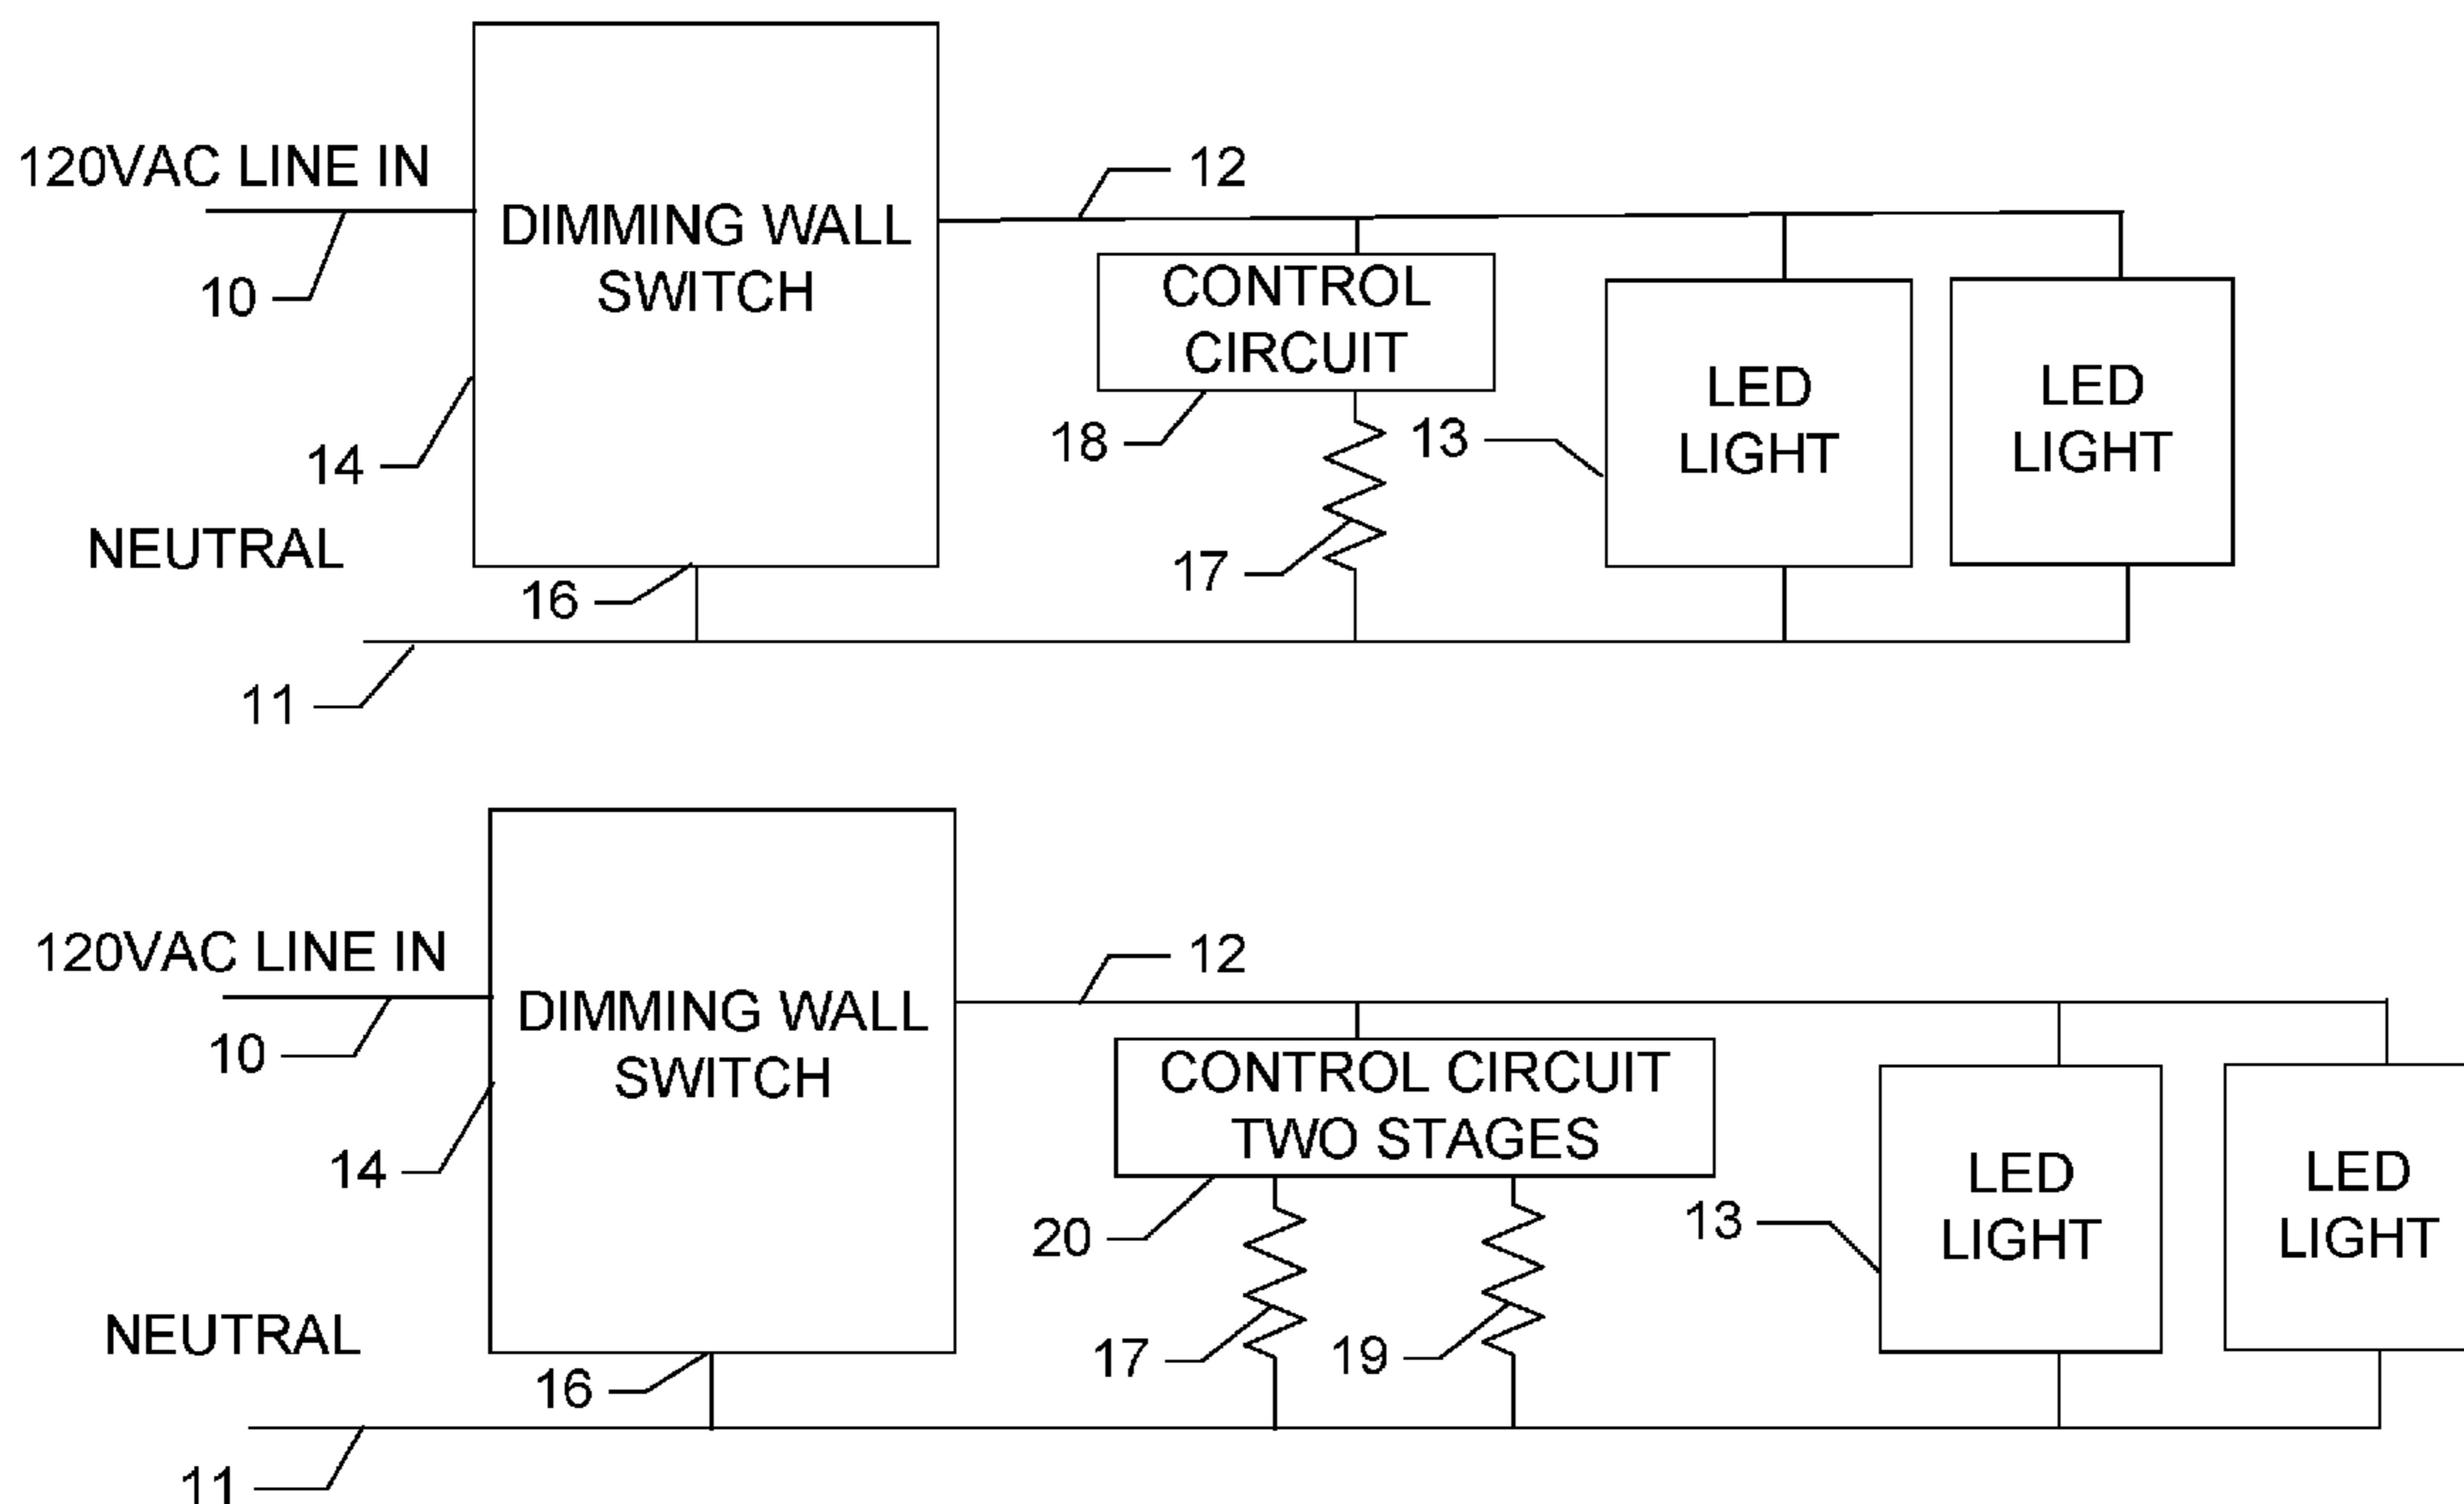 120VAC LINE IN
12
10
DIMMING WALL
SWITCH
CONTROL
CIRCUIT
LED
LIGHT
LED
LIGHT
14
18
13
NEUTRAL
17
16
11
120VAC LINE IN
12
10
DIMMING WALL
SWITCH
CONTROL CIRCUIT
TWO STAGES
LED
LIGHT
LED
LIGHT
14
20
13
NEUTRAL
17
19
16
11